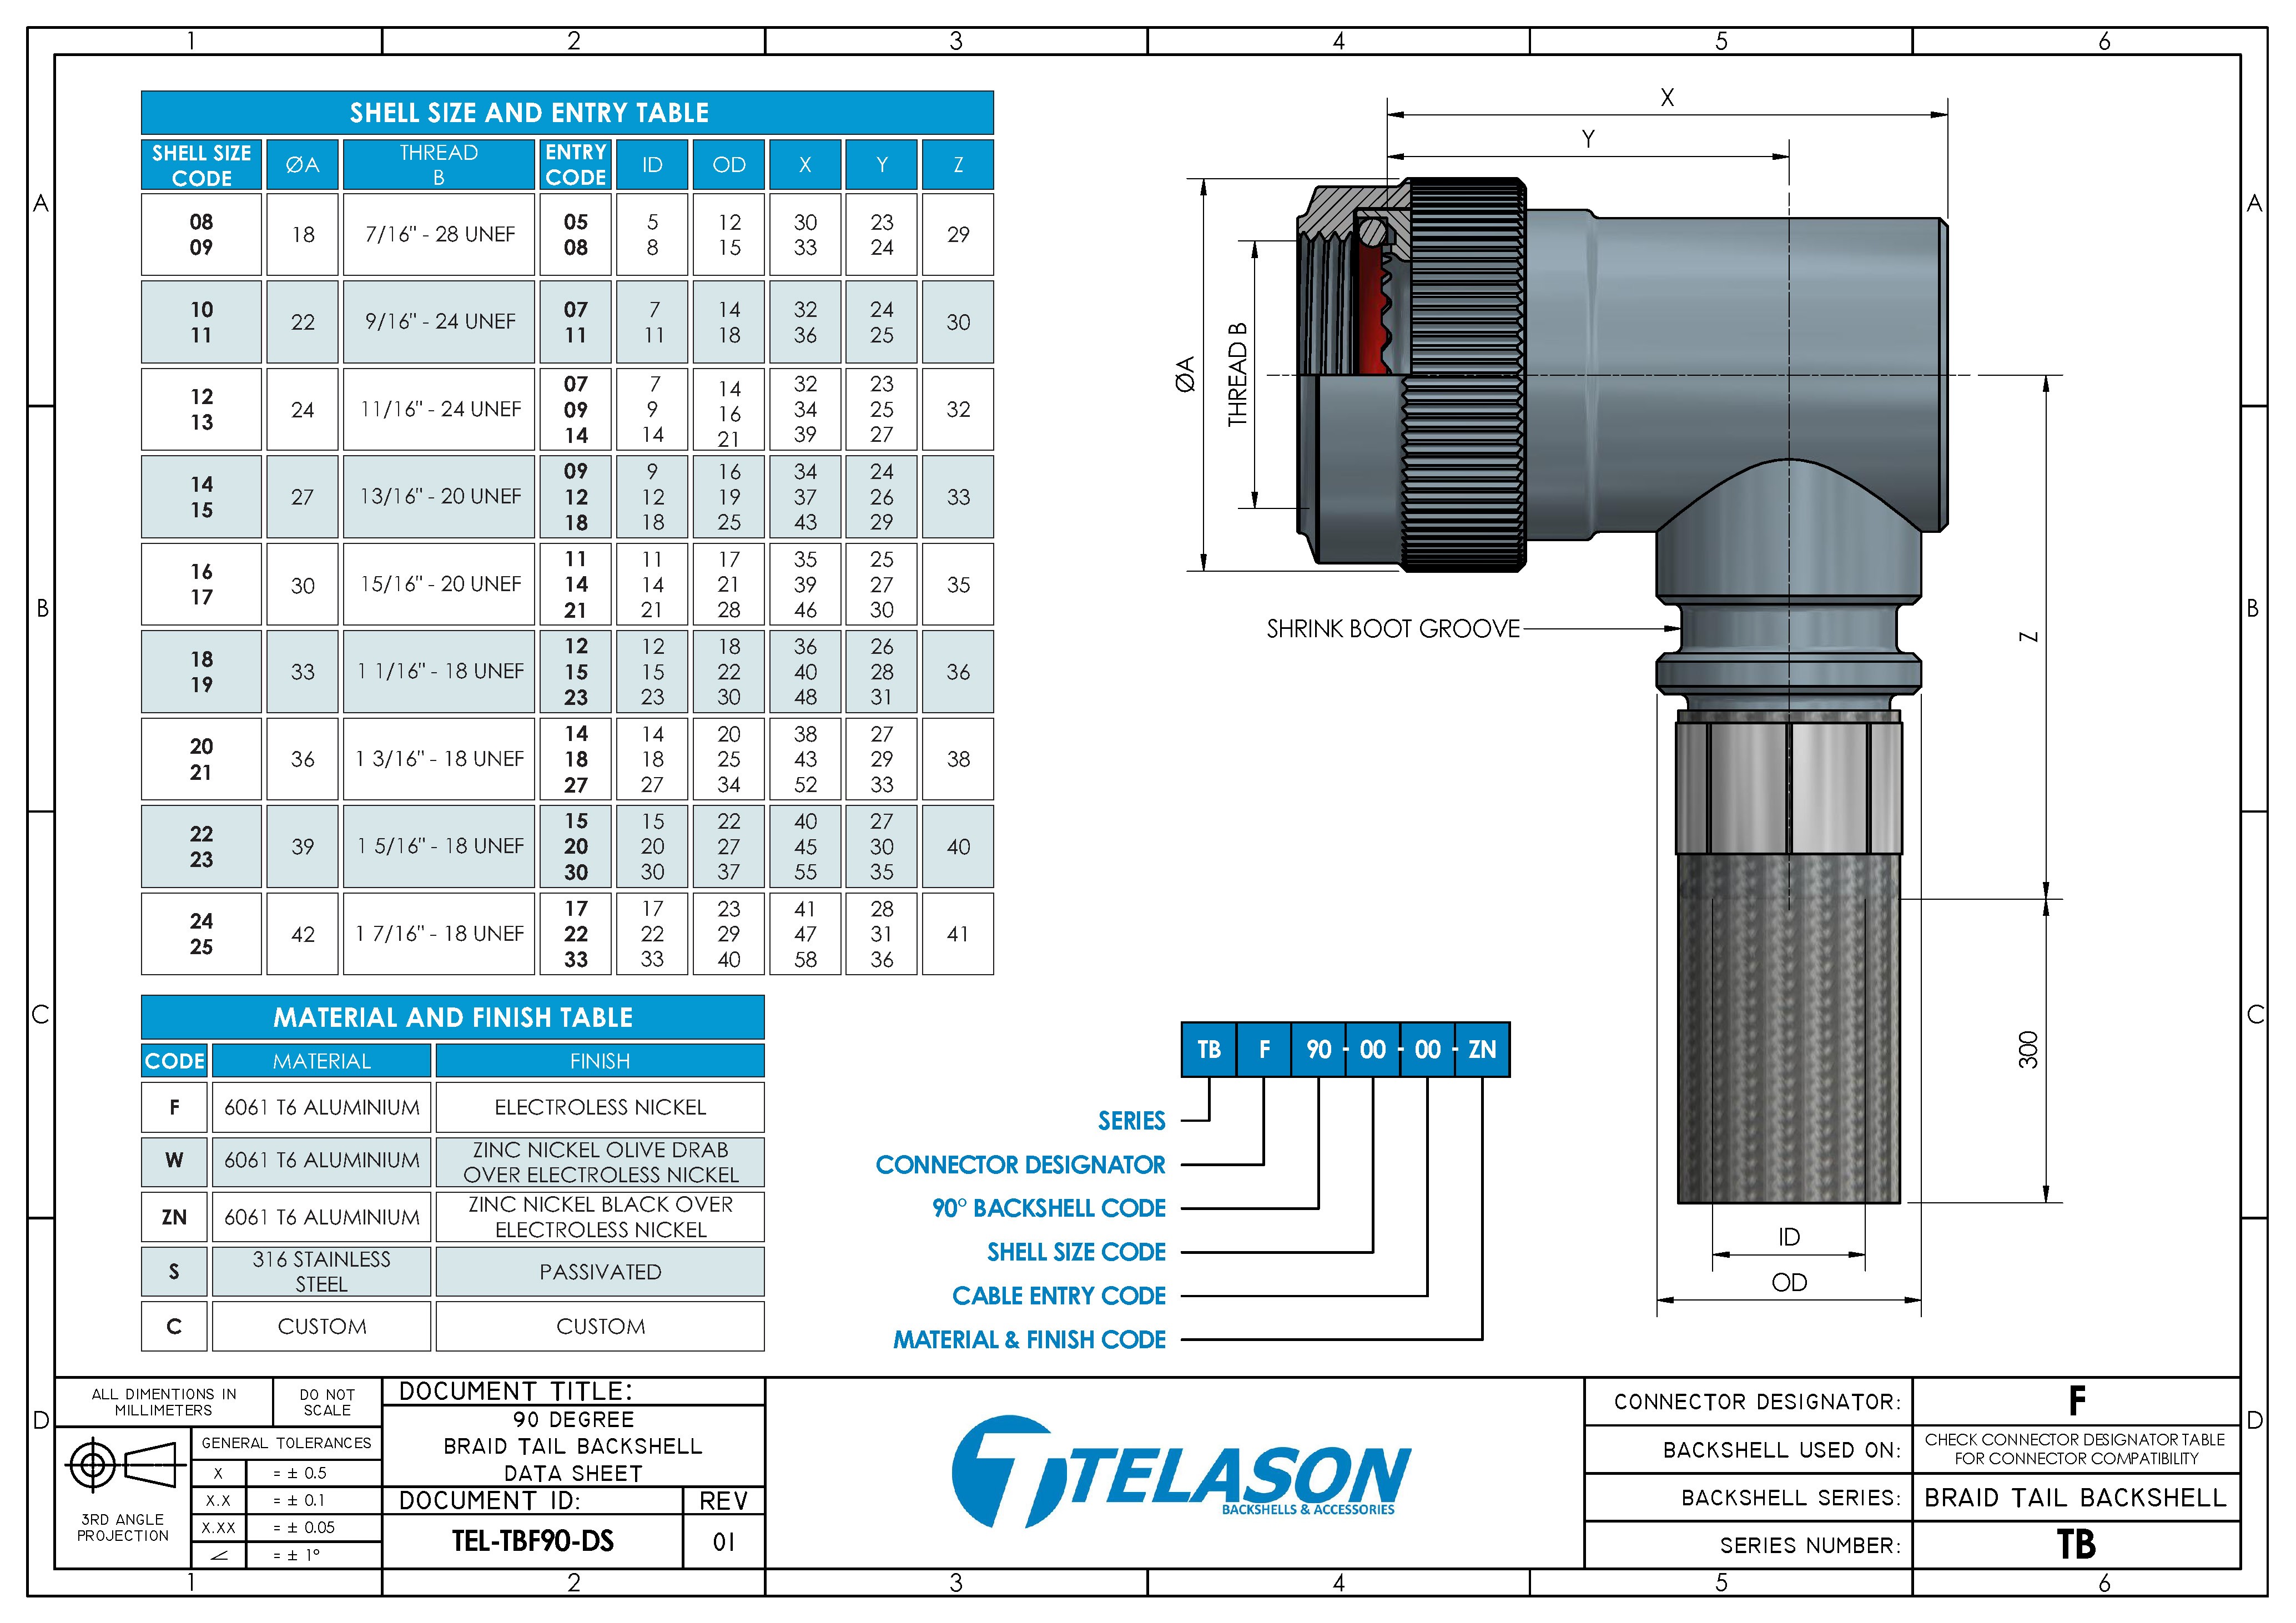 1 2 3 4 5 6
A
B
C
D
SHELL SIZE AND ENTRY TABLE
SHELL SIZE CODE ØA THREAD B ENTRY CODE ID OD X Y Z
08 09 18 7/16" - 28 UNEF 29
05 5 12 30 23
08 8 15 33 24
10 11 22 9/16" - 24 UNEF 30
07 7 14 32 24
11 11 18 36 25
12 13 24 11/16" - 24 UNEF 32
07 7 14 32 23
09 9 16 34 25
14 14 21 39 27
14 15 27 13/16" - 20 UNEF 33
09 9 16 34 24
12 12 19 37 26
18 18 25 43 29
16 17 30 15/16" - 20 UNEF 35
11 11 17 35 25
14 14 21 39 27
21 21 28 46 30
18 19 33 1 1/16" - 18 UNEF 36
12 12 18 36 26
15 15 22 40 28
23 23 30 48 31
20 21 36 1 3/16" - 18 UNEF 38
14 14 20 38 27
18 18 25 43 29
27 27 34 52 33
22 23 39 1 5/16" - 18 UNEF 40
15 15 22 40 27
20 20 27 45 30
30 30 37 55 35
24 25 42 1 7/16" - 18 UNEF 41
17 17 23 41 28
22 22 29 47 31
33 33 40 58 36
MATERIAL AND FINISH TABLE
CODE MATERIAL FINISH
F 6061 T6 ALUMINIUM ELECTROLESS NICKEL
W 6061 T6 ALUMINIUM ZINC NICKEL OLIVE DRAB
OVER ELECTROLESS NICKEL
ZN 6061 T6 ALUMINIUM ZINC NICKEL BLACK OVER
ELECTROLESS NICKEL
S 316 STAINLESS
STEEL PASSIVATED
C CUSTOM CUSTOM
X
Y
ØA
THREAD B
SHRINK BOOT GROOVE
Z
300
ID
OD
TB F 90 - 00 - 00 - ZN
SERIES
CONNECTOR DESIGNATOR
90° BACKSHELL CODE
SHELL SIZE CODE
CABLE ENTRY CODE
MATERIAL & FINISH CODE
ALL DIMENTIONS IN
MILLIMETERS
DO NOT
SCALE
GENERAL TOLERANCES
X = ± 0.5
X.X = ± 0.1
X.XX = ± 0.05
∠ = ± 1°
3RD ANGLE
PROJECTION
DOCUMENT TITLE:
90 DEGREE
BRAID TAIL BACKSHELL
DATA SHEET
DOCUMENT ID: REV
TEL-TBF90-DS 01
TELASON
BACKSHELLS & ACCESSORIES
CONNECTOR DESIGNATOR: F
BACKSHELL USED ON: CHECK CONNECTOR DESIGNATOR TABLE
FOR CONNECTOR COMPATIBILITY
BACKSHELL SERIES: BRAID TAIL BACKSHELL
SERIES NUMBER: TB
A
B
C
D
1 2 3 4 5 6